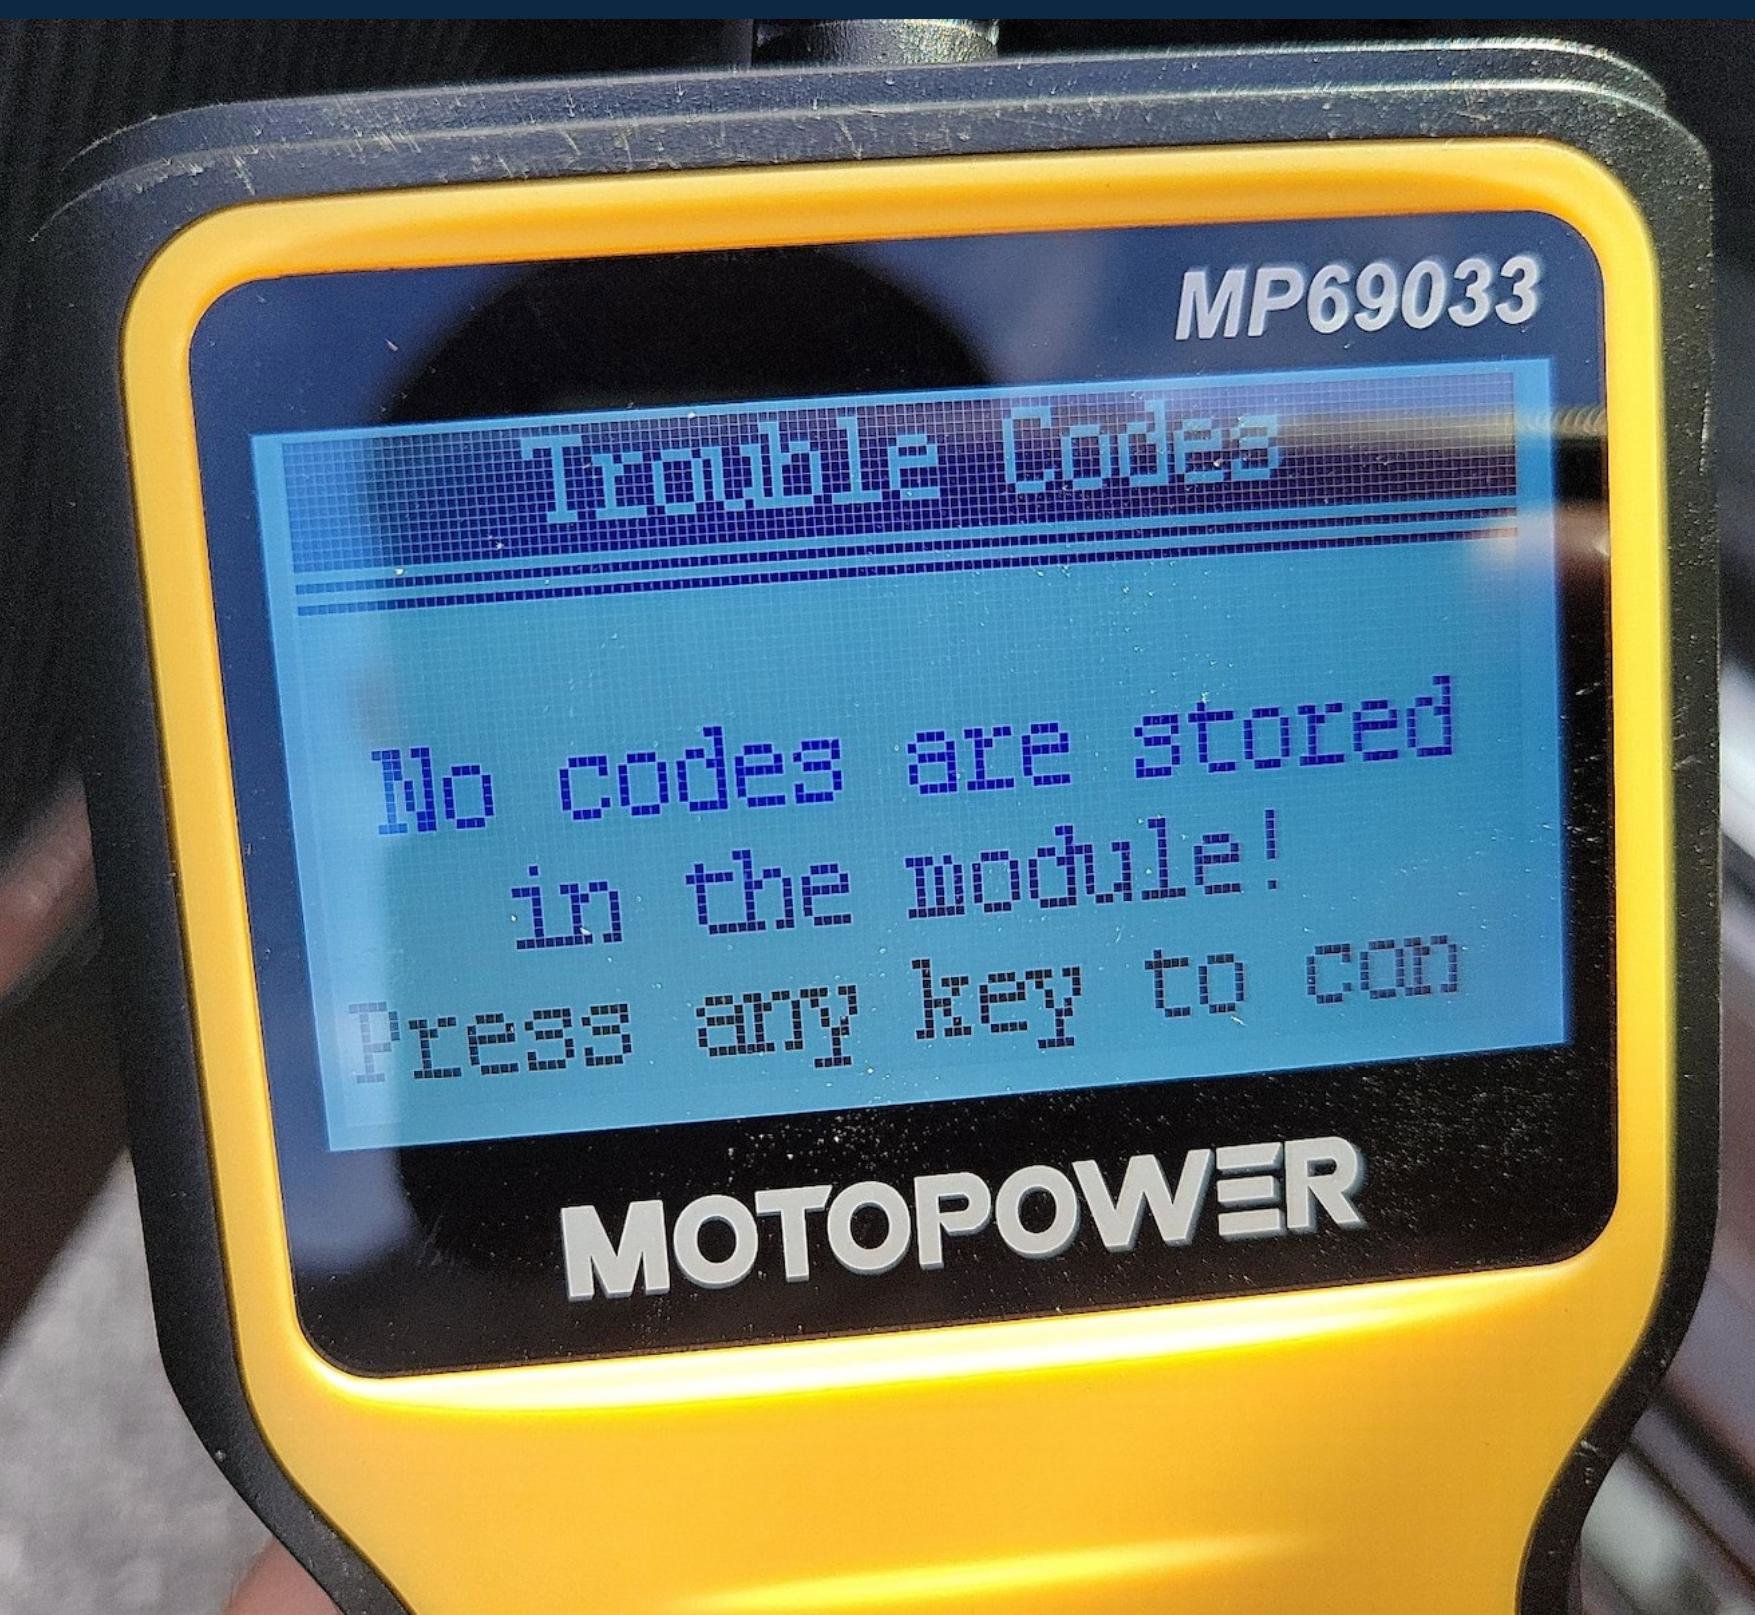 MP69033
Trouble Codes
No codes are stored
in the module!
Press any key to con
MOTOPOWER